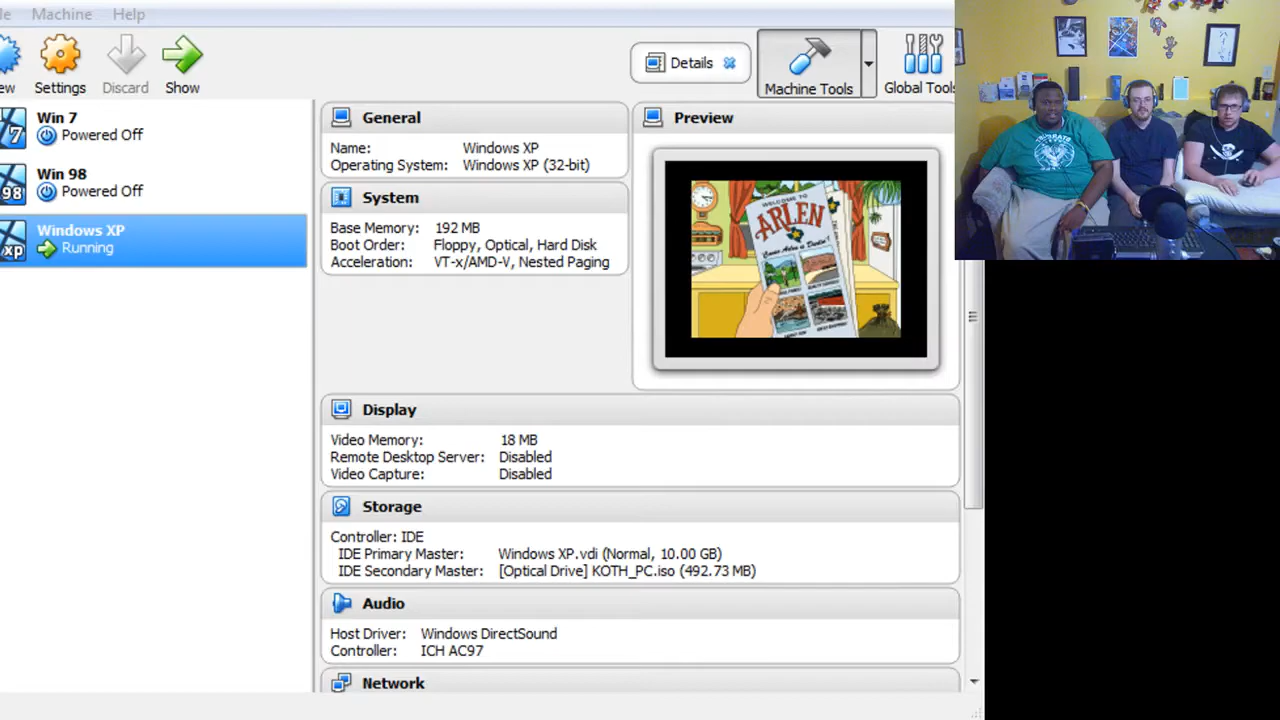 le Machine Help
ew Settings Discard Show
Details Machine Tools Global Tools
Win 7
Powered Off
Win 98
Powered Off
Windows XP
Running
7
98
xp
General
Name: Windows XP
Operating System: Windows XP (32-bit)
System
Base Memory: 192 MB
Boot Order: Floppy, Optical, Hard Disk
Acceleration: VT-x/AMD-V, Nested Paging
Preview
WELCOME TO
ARLEN
Display
Video Memory: 18 MB
Remote Desktop Server: Disabled
Video Capture: Disabled
Storage
Controller: IDE
IDE Primary Master: Windows XP.vdi (Normal, 10.00 GB)
IDE Secondary Master: [Optical Drive] KOTH_PC.iso (492.73 MB)
Audio
Host Driver: Windows DirectSound
Controller: ICH AC97
Network